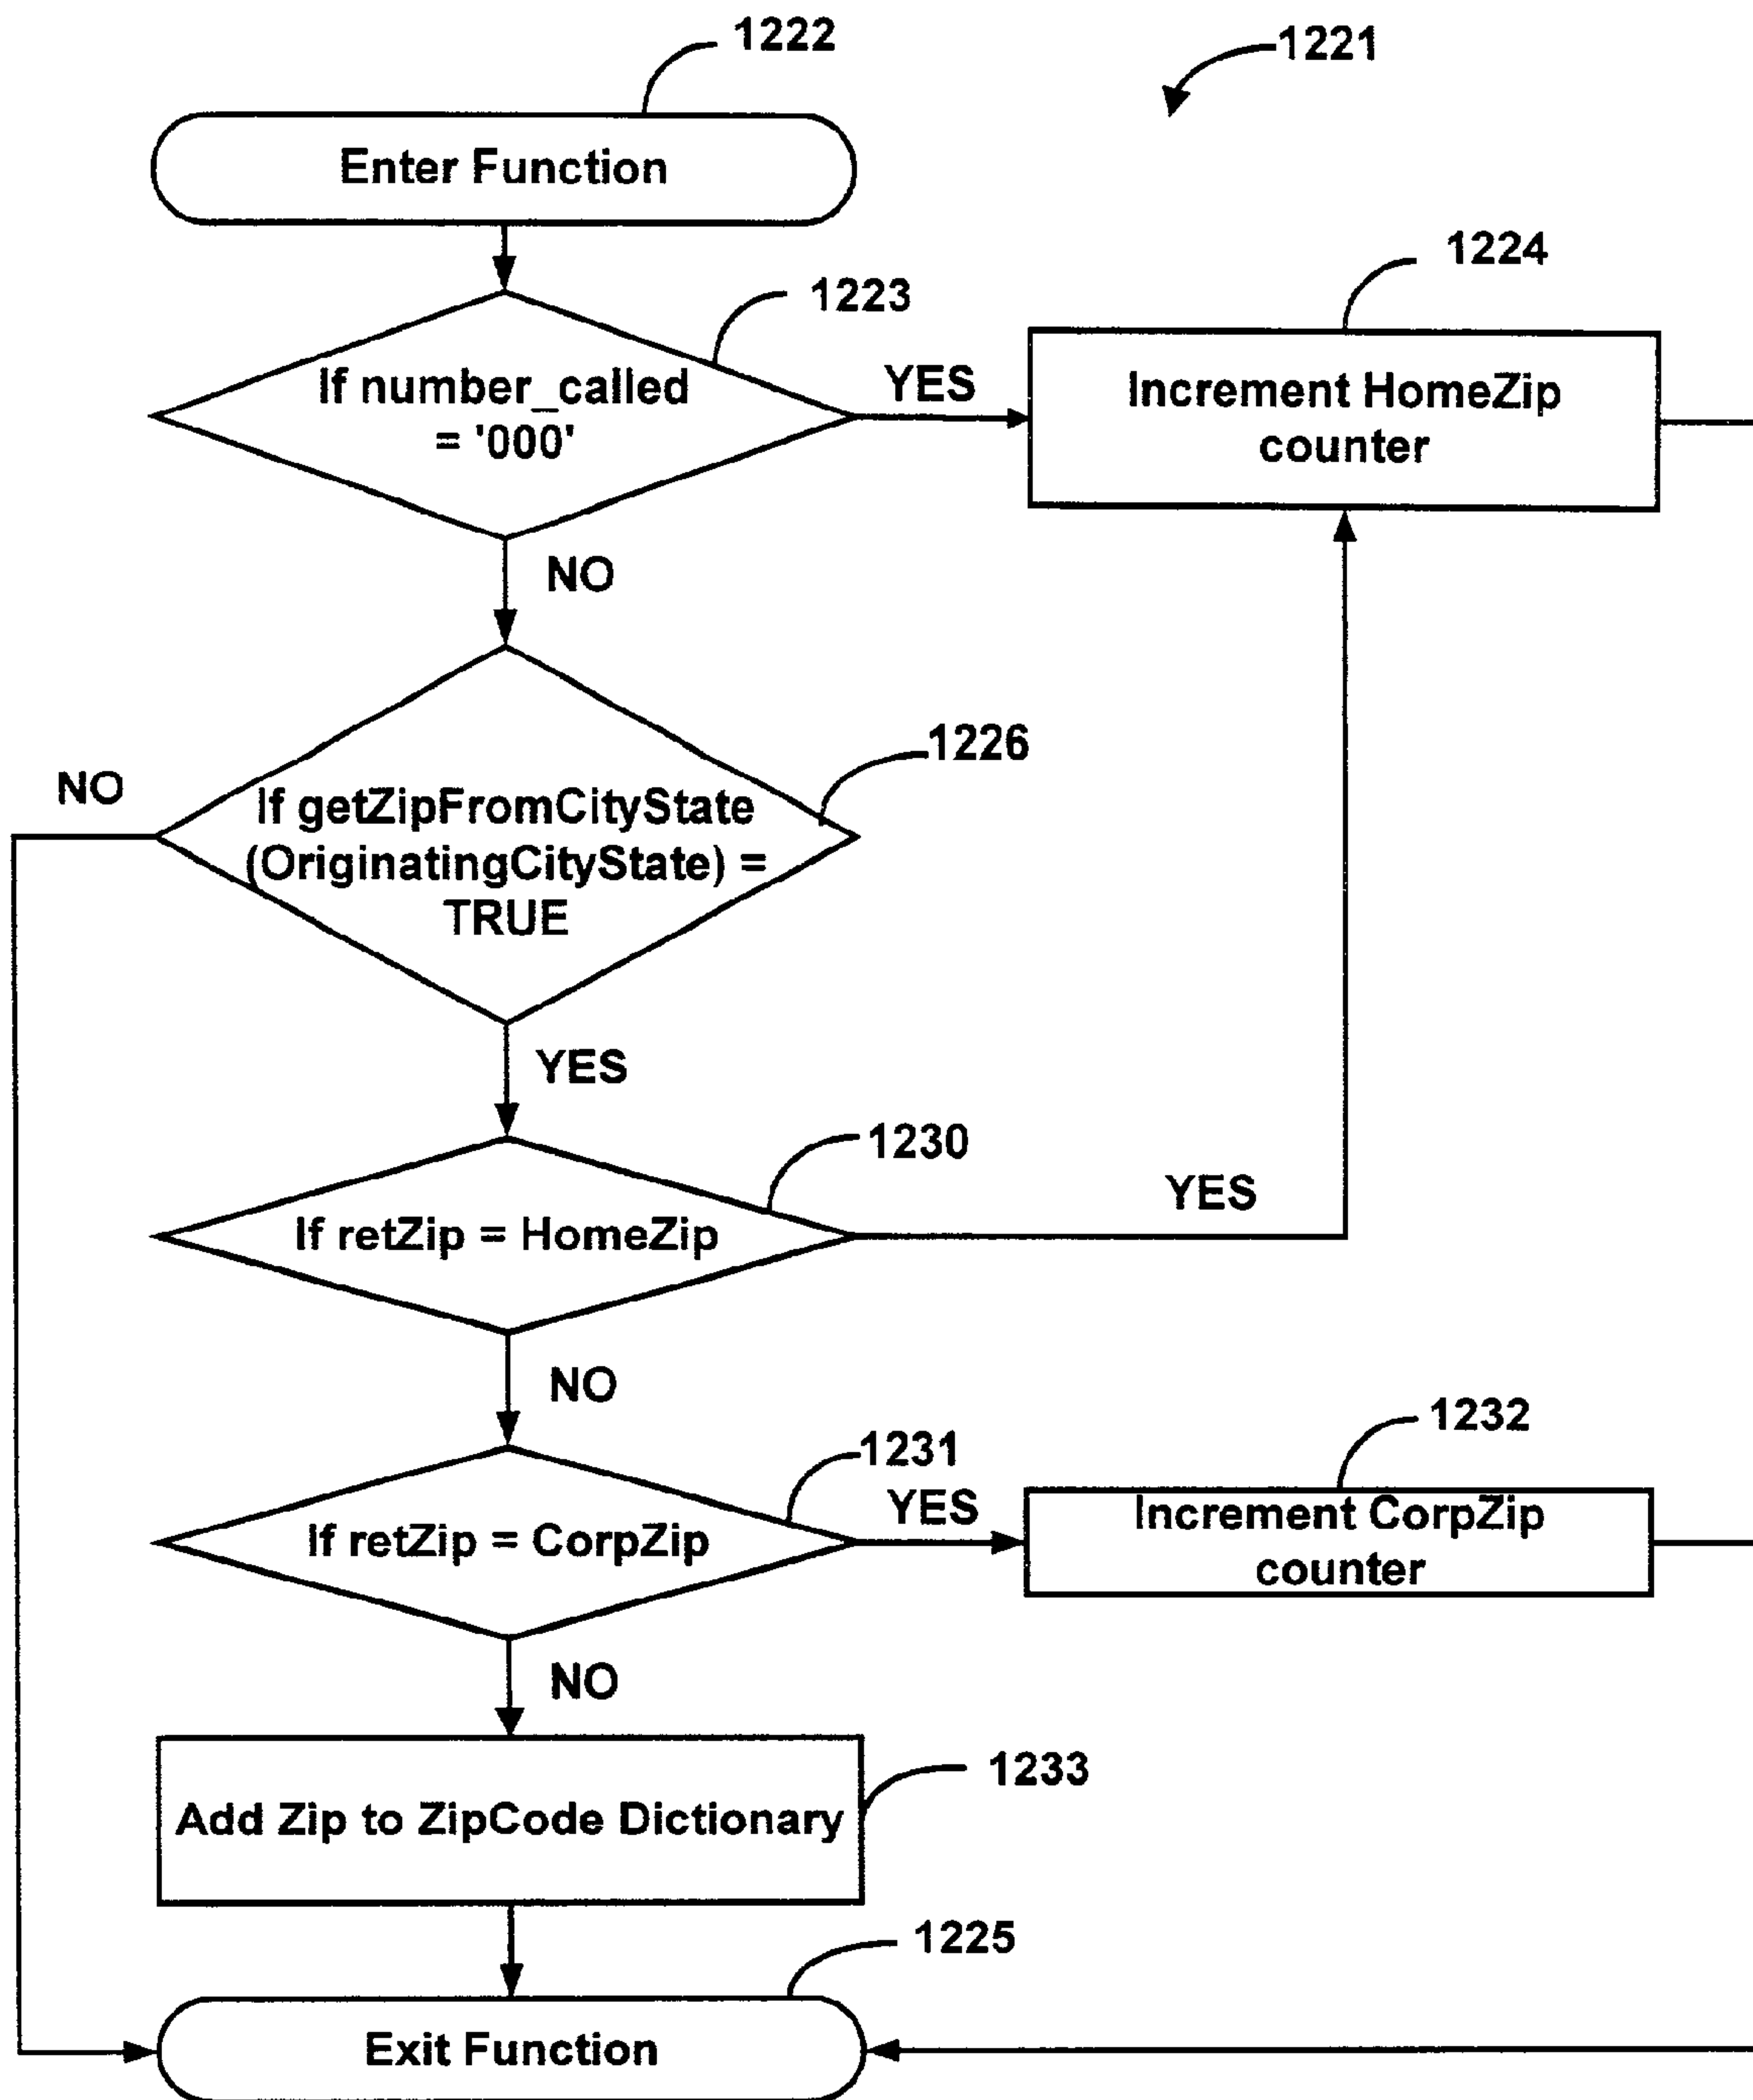 1222
1221
Enter Function
1223
1224
If number_called
= '000'
YES
Increment HomeZip
counter
NO
1226
NO
If getZipFromCityState
(OriginatingCityState) =
TRUE
YES
1230
YES
If retZip = HomeZip
NO
1231
1232
YES
If retZip = CorpZip
Increment CorpZip
counter
NO
1233
Add Zip to ZipCode Dictionary
1225
Exit Function